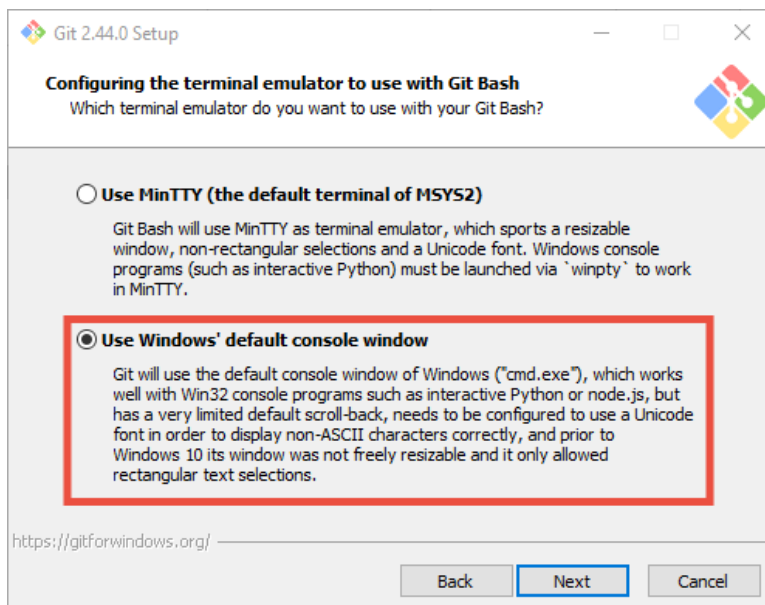 Git 2.44.0 Setup
Configuring the terminal emulator to use with Git Bash
Which terminal emulator do you want to use with your Git Bash?
Use MinTTY (the default terminal of MSYS2)
Git Bash will use MinTTY as terminal emulator, which sports a resizable
window, non-rectangular selections and a Unicode font. Windows console
programs (such as interactive Python) must be launched via `winpty` to work
in MinTTY.
Use Windows' default console window
Git will use the default console window of Windows ("cmd.exe"), which works
well with Win32 console programs such as interactive Python or node.js, but
has a very limited default scroll-back, needs to be configured to use a Unicode
font in order to display non-ASCII characters correctly, and prior to
Windows 10 its window was not freely resizable and it only allowed
rectangular text selections.
https://gitforwindows.org/
Back Next Cancel